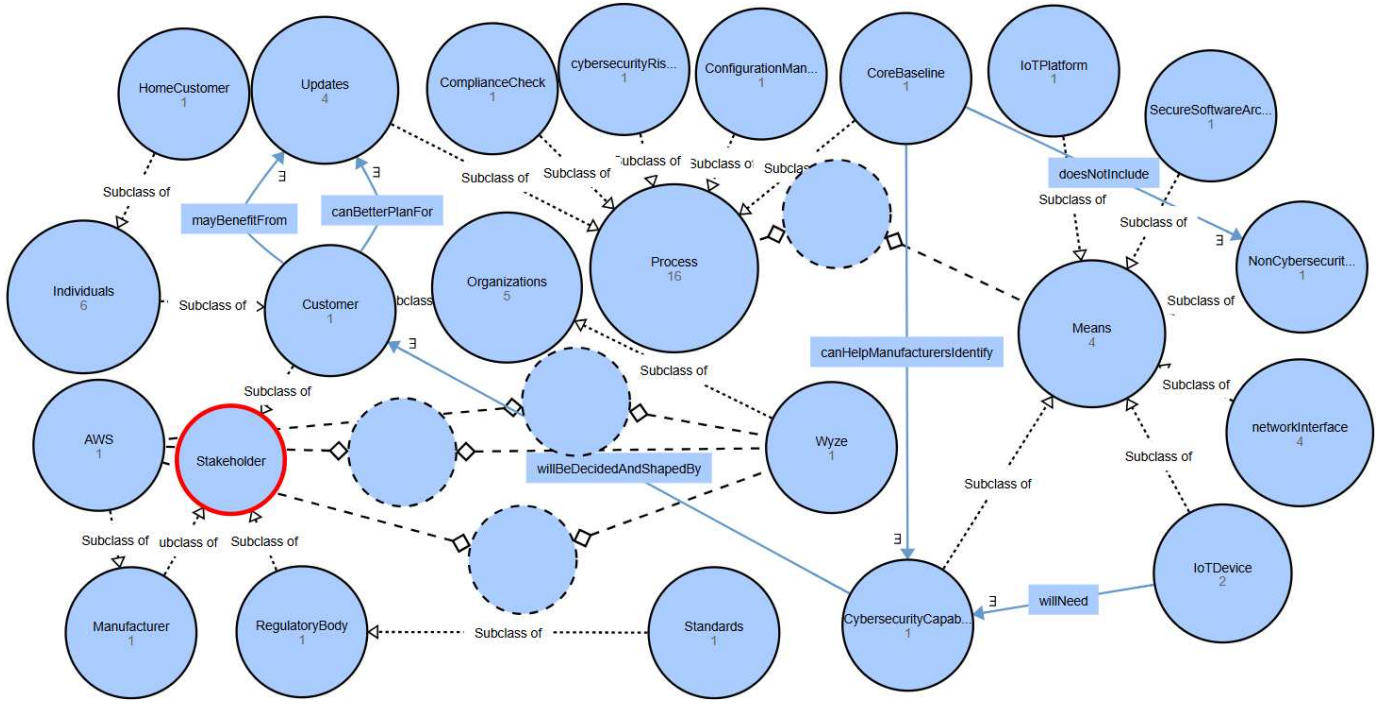 HomeCustomer
1
Updates
4
ComplianceCheck
1
cybersecurityRis...
1
ConfigurationMan...
1
CoreBaseline
1
IoTPlatform
1
SecureSoftwareArc...
1
Subclass of
Subclass of
Subclass of
Subclass of
doesNotInclude
Subclass of
Subclass of
mayBenefitFrom
canBetterPlanFor
∃
∃
∃
Individuals
6
Subclass of
Customer
1
Organizations
5
Process
16
NonCybersecurit...
1
Subclass of
Means
4
∃
canHelpManufacturersIdentify
Subclass of
Subclass of
Subclass of
AWS
1
Stakeholder
Wyze
1
networkInterface
4
willBeDecidedAndShapedBy
Subclass of
Subclass of
Subclass of
ubclass of
Subclass of
∃
Manufacturer
1
RegulatoryBody
1
Subclass of
Standards
1
CybersecurityCapab...
1
∃
willNeed
IoTDevice
2